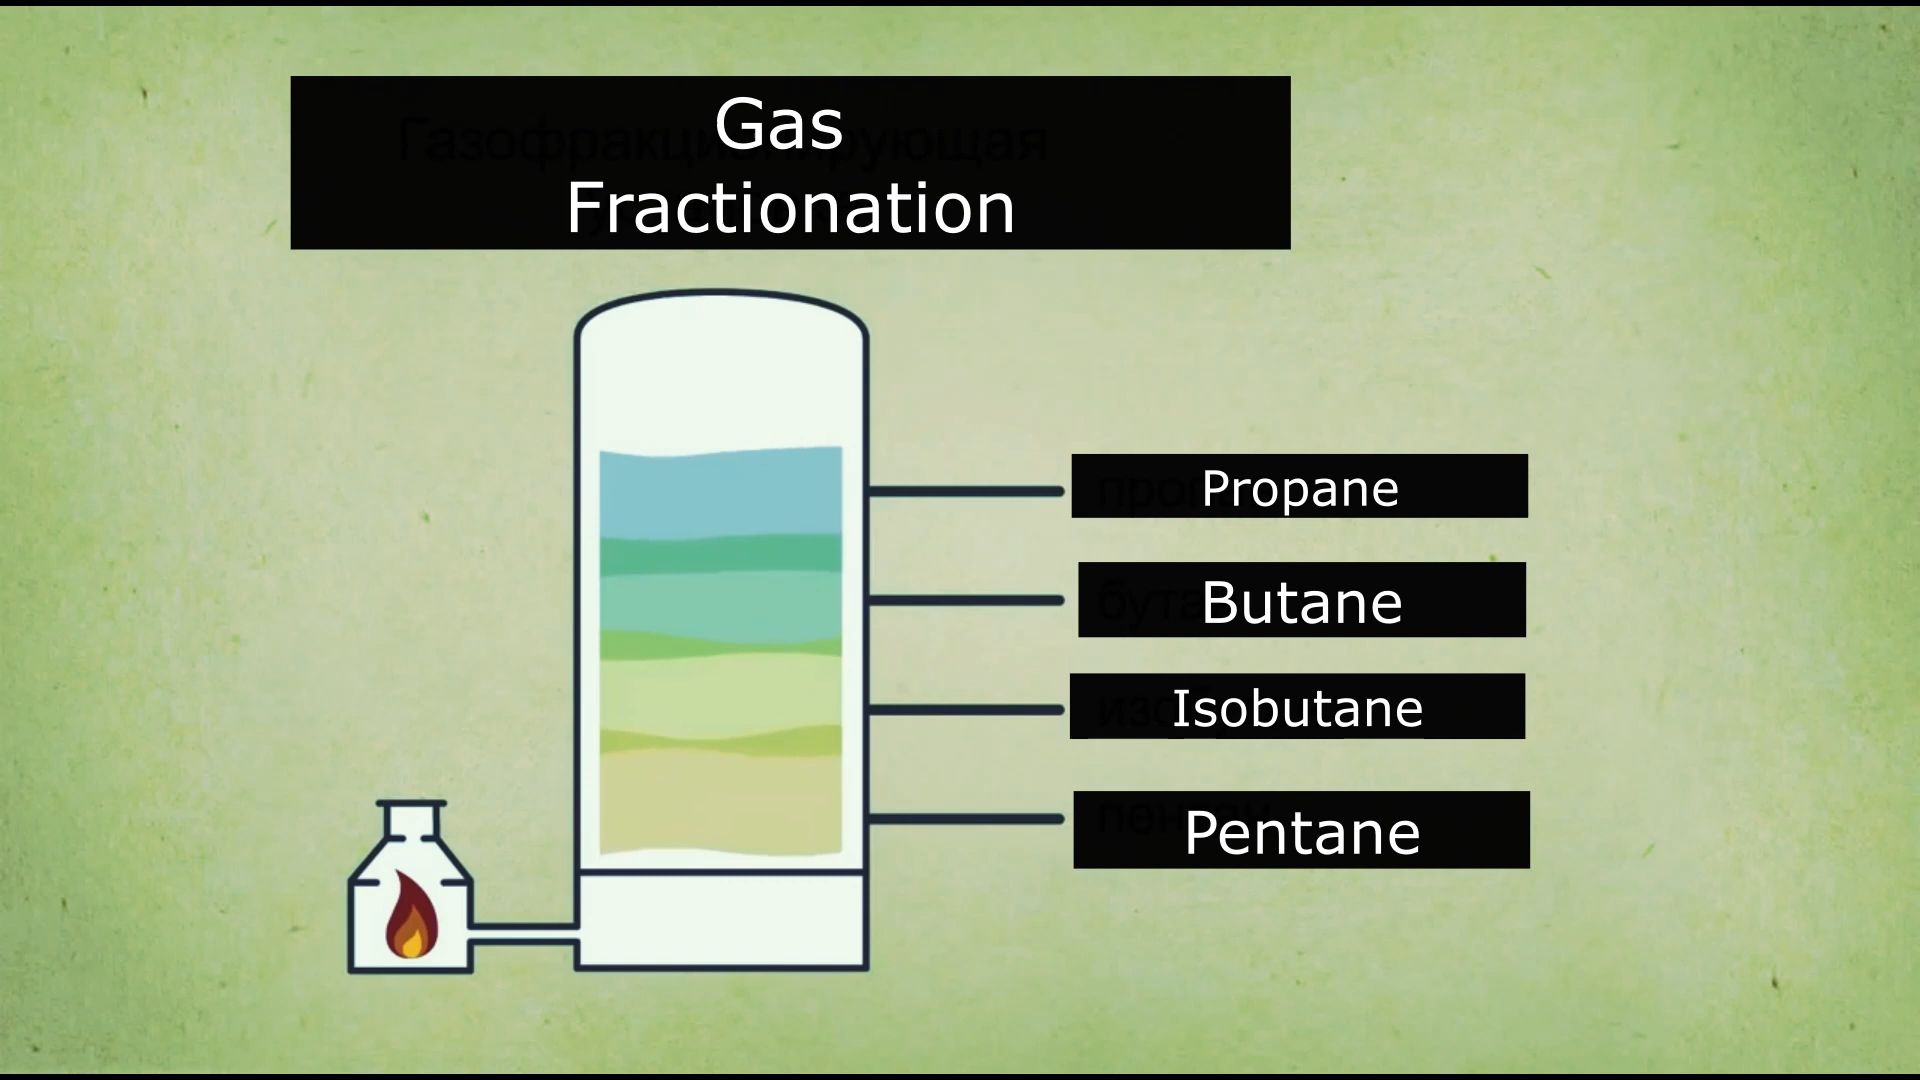 Gas
Fractionation
Propane
Butane
Isobutane
Pentane